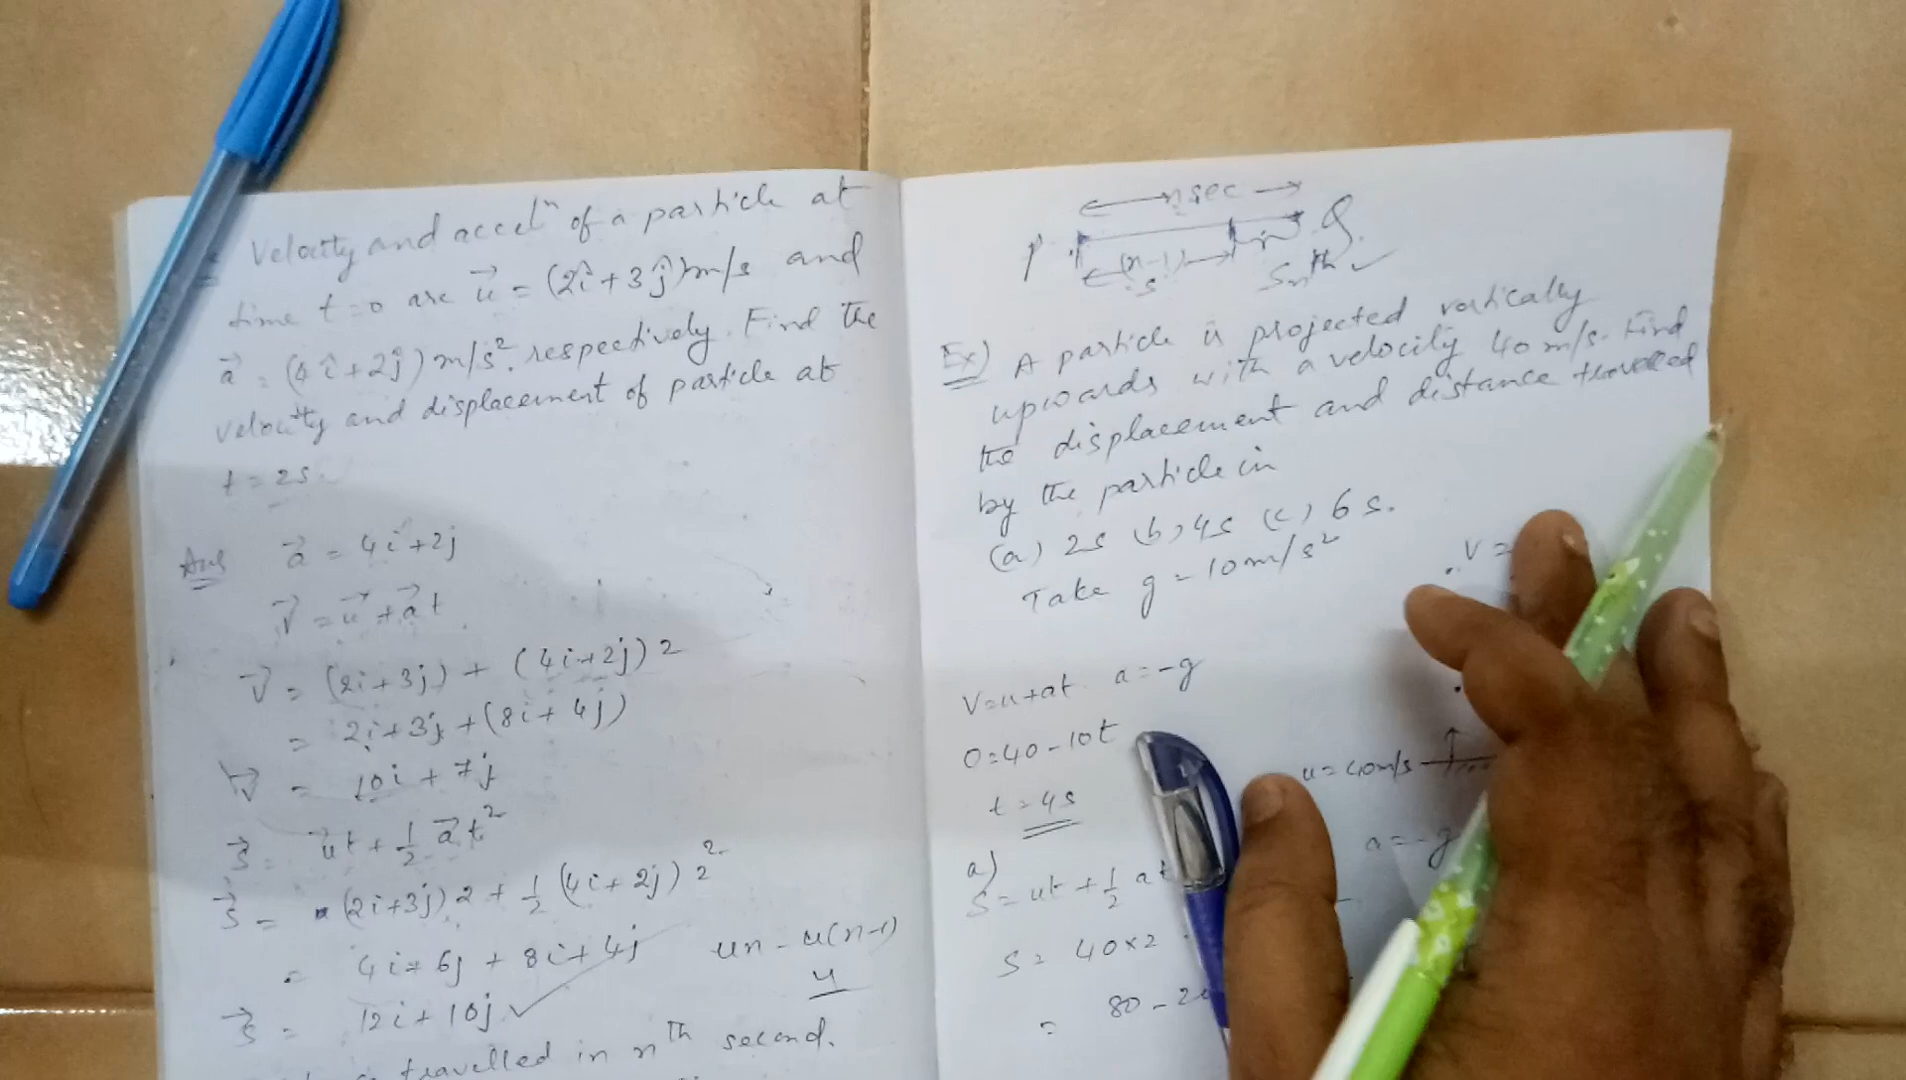 Velocity and accelⁿ of a particle at
time t=0 are u⃗ = (2î+3ĵ)m/s and
a⃗ = (4î+2ĵ)m/s². respectively. Find the
velocity and displacement of particle at
t=2s.
Ans a⃗ = 4i+2j
v⃗ = u⃗+a⃗t
v⃗ = (2i+3j) + (4i+2j)2
= 2i+3j+(8i+4j)
v⃗ = 10i+7j
s⃗ = u⃗t+½a⃗t²
s⃗ = (2i+3j)2+½(4i+2j)2²
= 4i+6j+8i+4j
un-u(n-1)
u
s⃗ = 12i+10j ✓
travelled in nth second.
n sec
P Q
(n-1) s
Snth ✓
Ex) A particle is projected vertically
upwards with a velocity 40m/s. Find
the displacement and distance travelled
by the particle in
(a) 2s (b) 4s (c) 6s.
Take g=10m/s²
V=
V=u+at a=-g
0=40-10t
t=4s
u=40m/s
a=-g
a)
S=ut+½at
S= 40×2
= 80-20